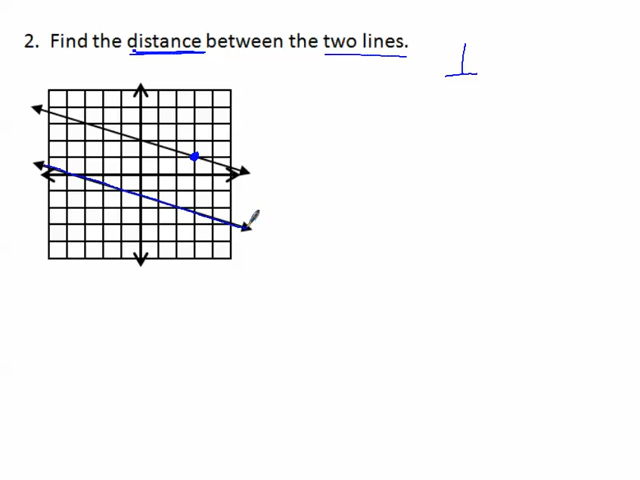 2. Find the distance between the two lines.
⊥